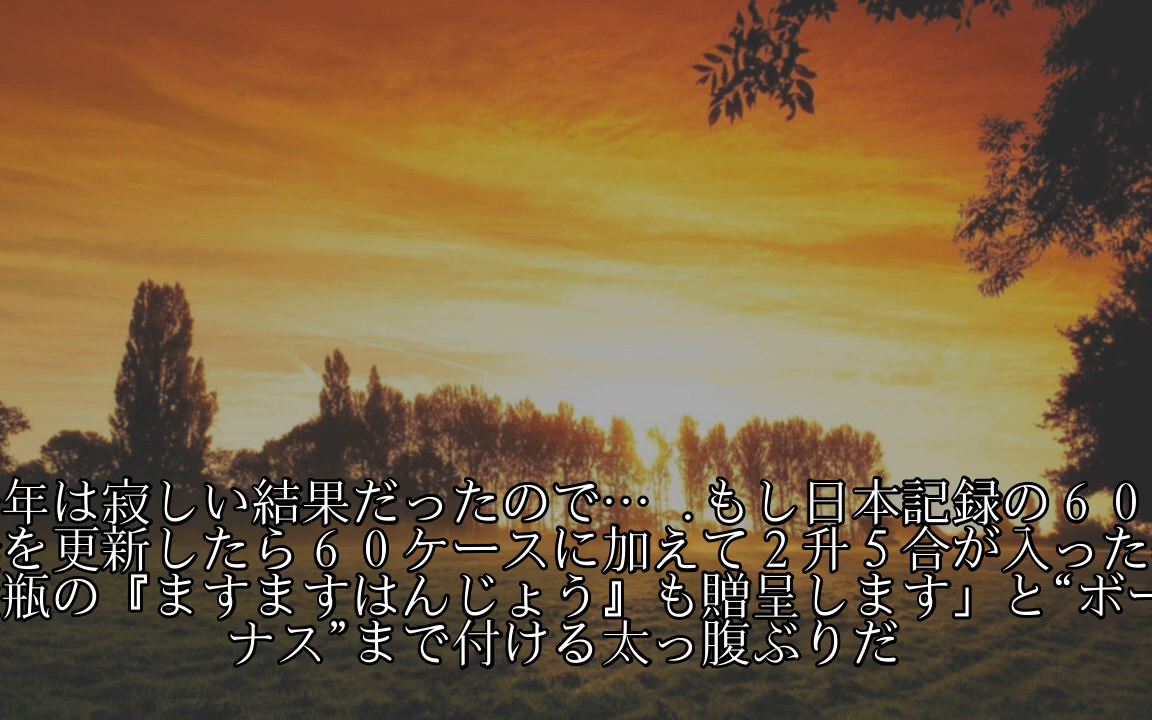 年は寂しい結果だったので… .もし日本記録の６０
を更新したら６０ケースに加えて２升５合が入った
瓶の『ますますはんじょう』も贈呈します」と“ボー
ナス”まで付ける太っ腹ぶりだ